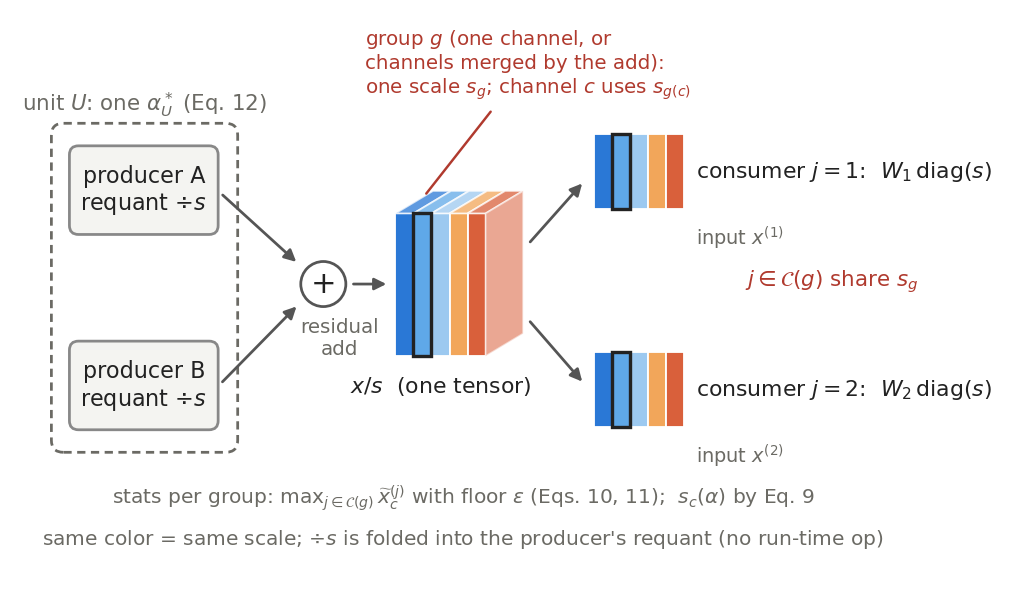 group g (one channel, or
channels merged by the add):
one scale s_g; channel c uses s_{g(c)}
unit U: one α*_U (Eq. 12)
producer A
requant ÷s
+
residual
add
producer B
requant ÷s
x/s (one tensor)
consumer j = 1: W₁ diag(s)
input x^{(1)}
j ∈ 𝒞(g) share s_g
consumer j = 2: W₂ diag(s)
input x^{(2)}
stats per group: max_{j∈𝒞(g)} x̃_c^{(j)} with floor ε (Eqs. 10, 11); s_c(α) by Eq. 9
same color = same scale; ÷s is folded into the producer's requant (no run-time op)